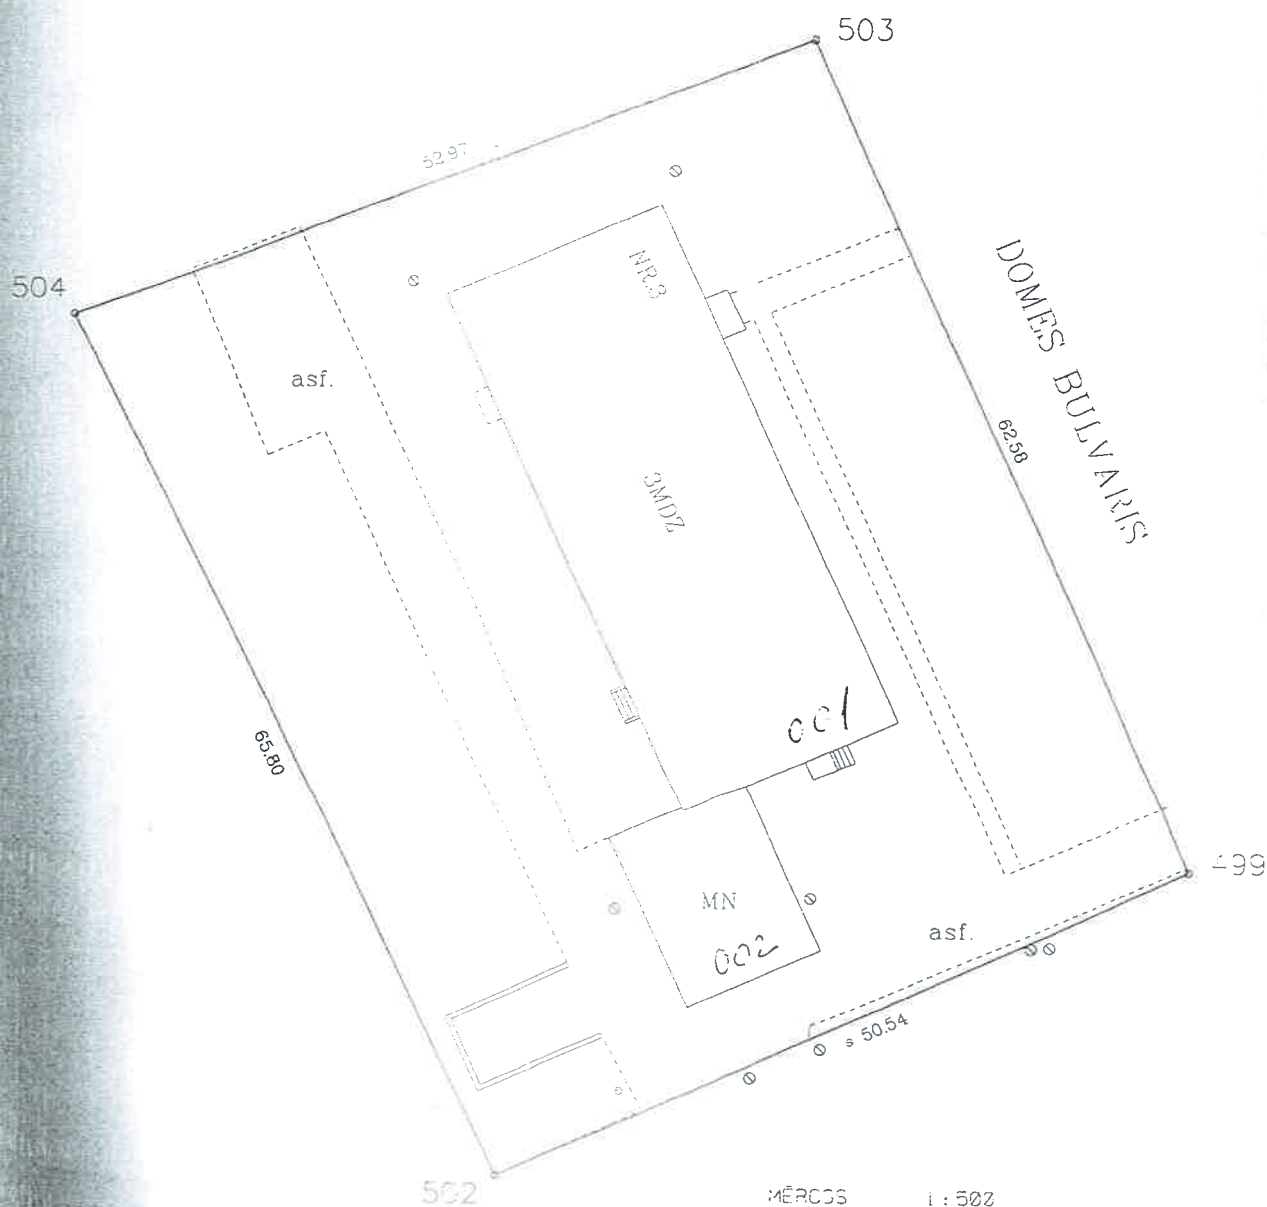 503
52.97
504
NR.3
DOMES BULVARIS
asf.
62.58
3MDZ
001
65.80
499
MN
asf.
002
s 50.54
502
MĒROGS 1:500